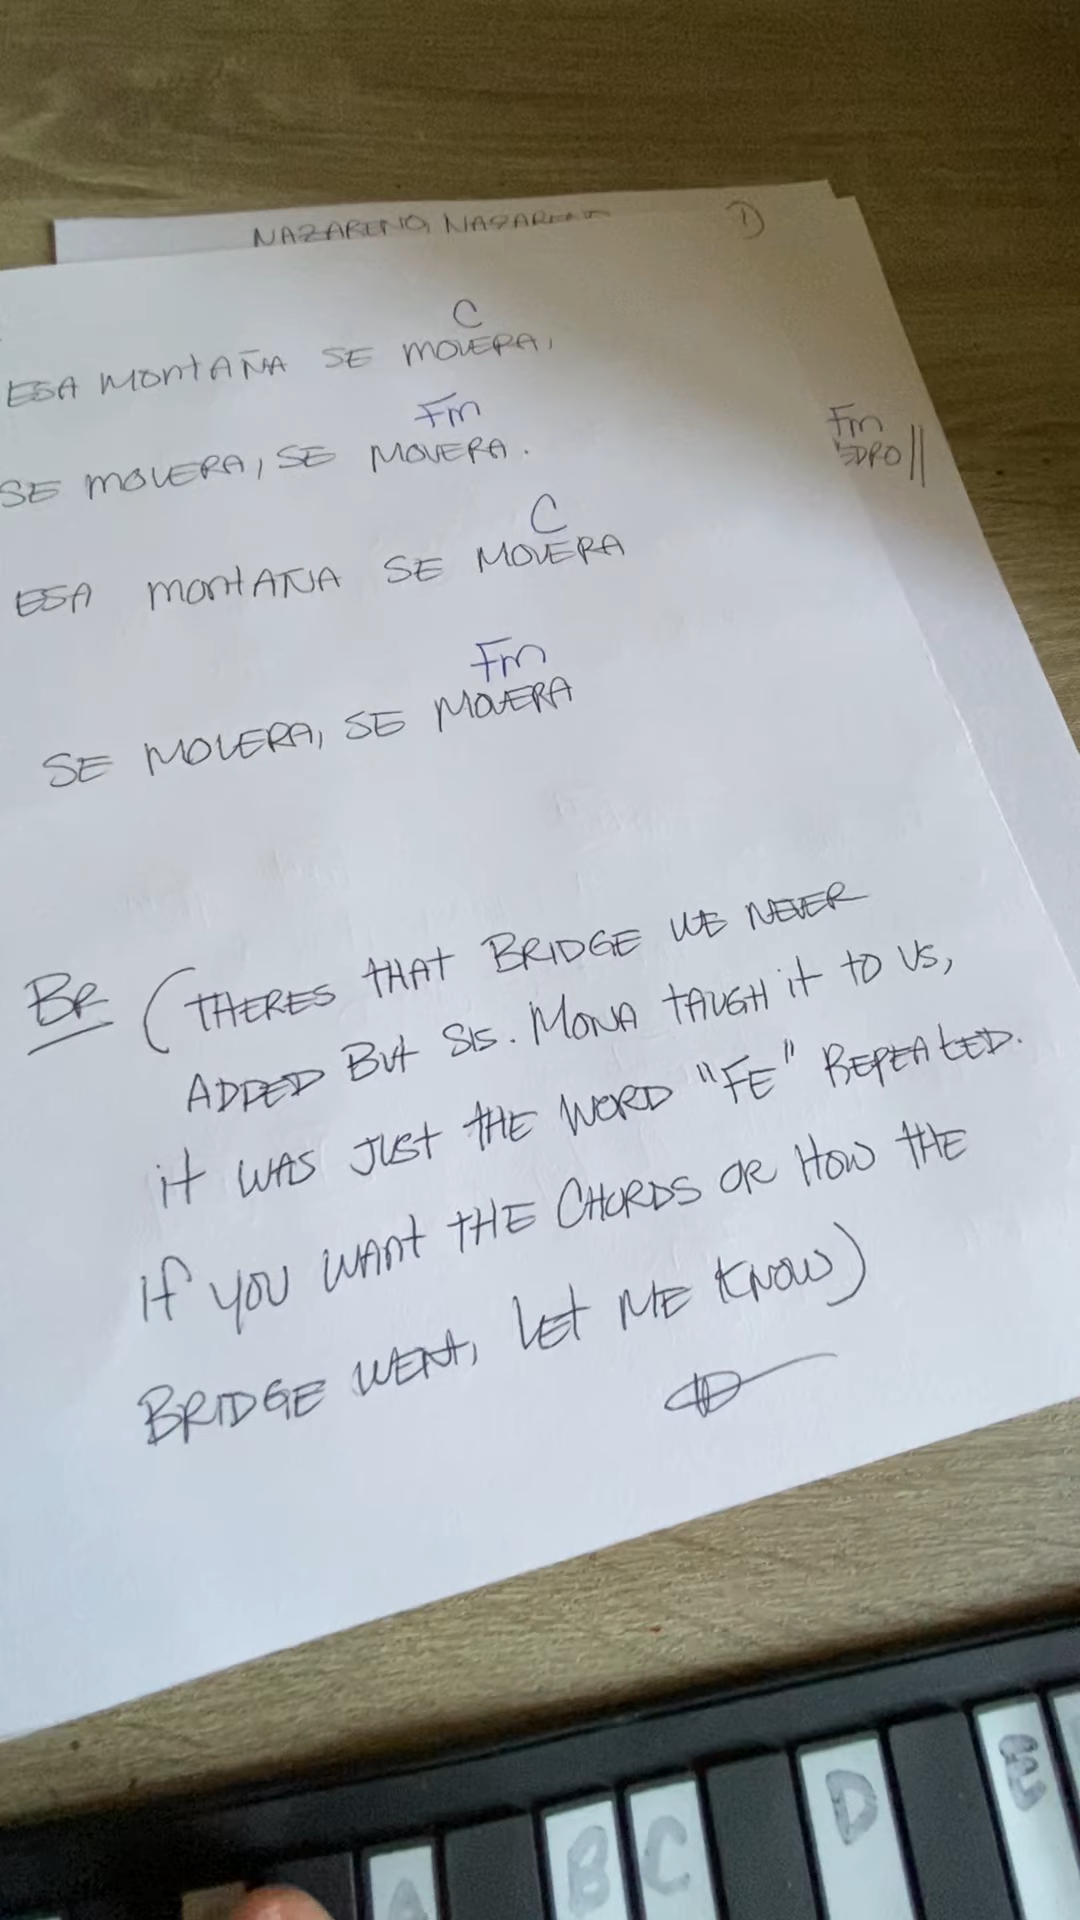 NAZARENO, NAZARENO 1)
C
ESA MONTAÑA SE MOVERA,
Fm
SE MOVERA, SE MOVERA.
Fm
C
ESA MONTAÑA SE MOVERA
Fm
SE MOVERA, SE MOVERA
BR (THERES THAT BRIDGE WE NEVER
ADDED BUT SIS. MONA TAUGH it TO US,
it WAS JUST THE WORD "FE" REPEATED.
If YOU WANT THE CHORDS OR HOW THE
BRIDGE WENT, LET ME KNOW)
A B C D E